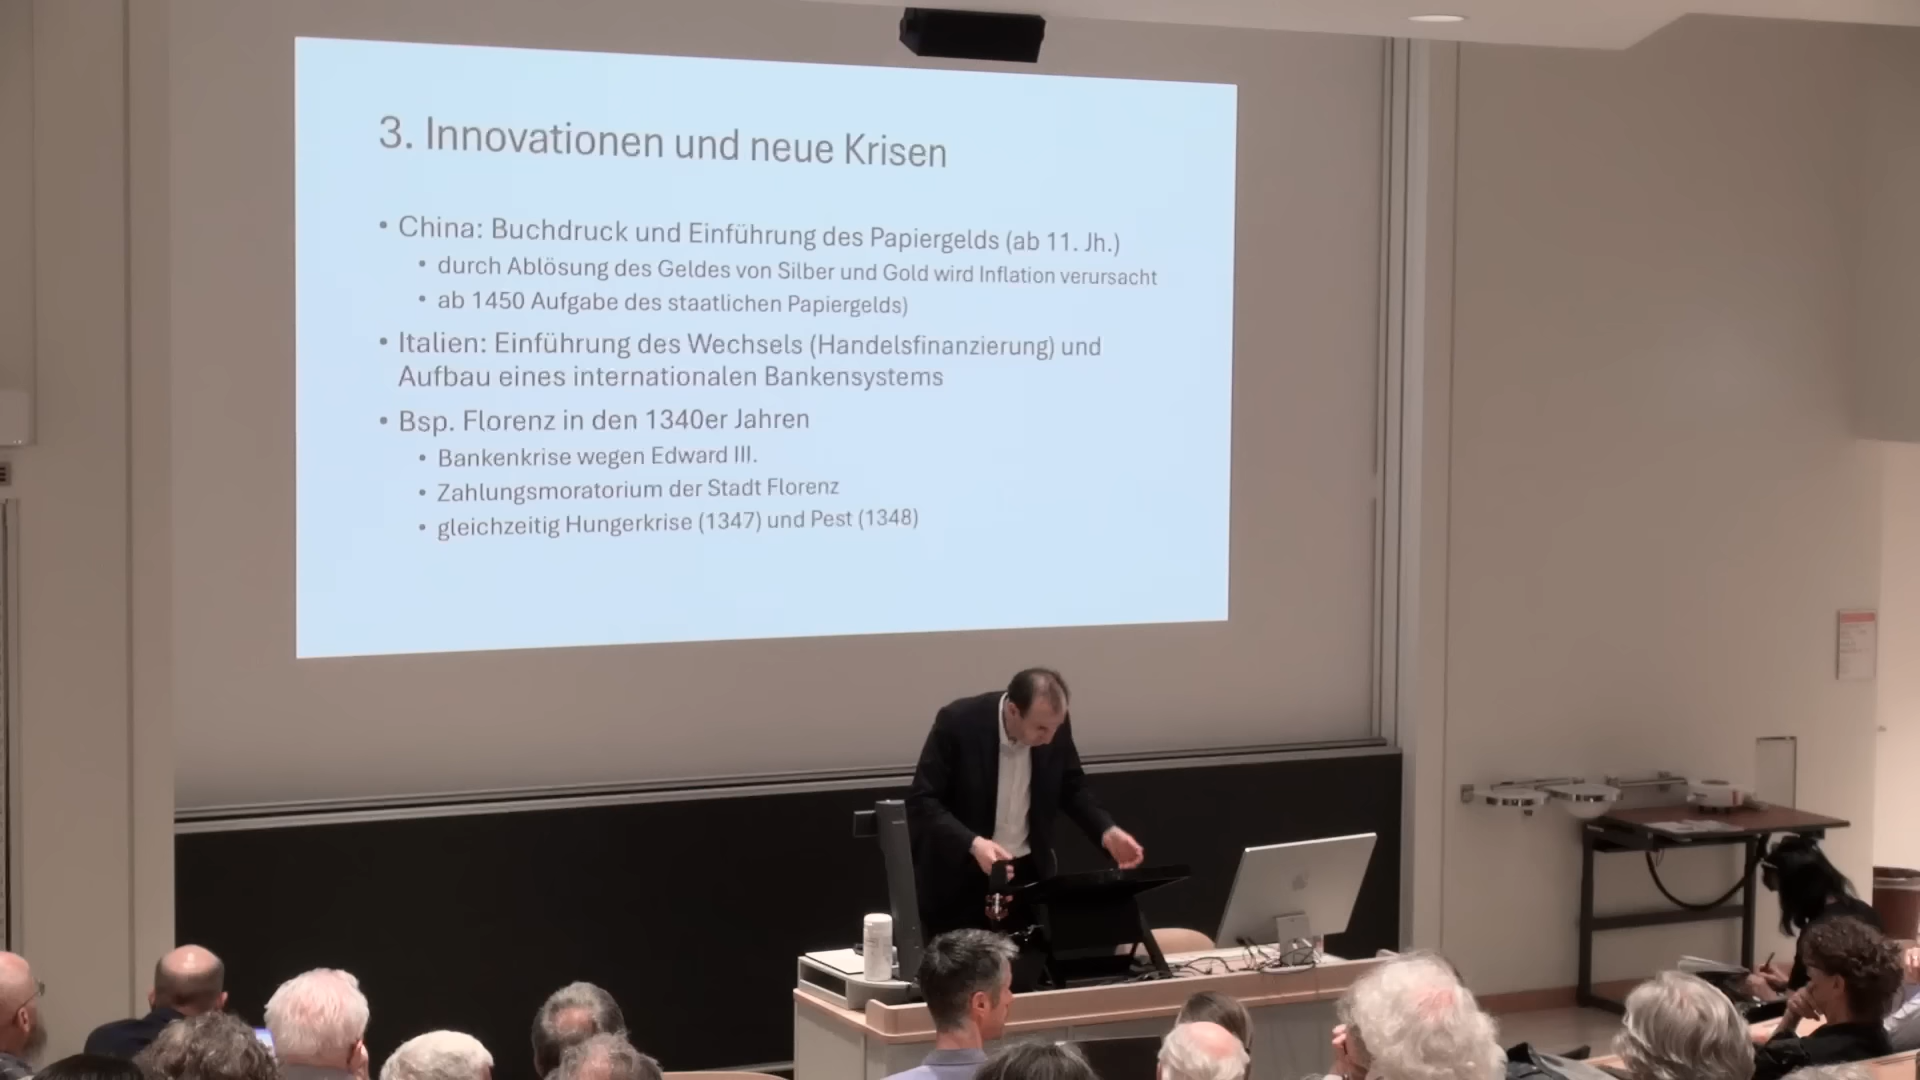 3. Innovationen und neue Krisen
• China: Buchdruck und Einführung des Papiergelds (ab 11. Jh.)
• durch Ablösung des Geldes von Silber und Gold wird Inflation verursacht
• ab 1450 Aufgabe des staatlichen Papiergelds)
• Italien: Einführung des Wechsels (Handelsfinanzierung) und
Aufbau eines internationalen Bankensystems
• Bsp. Florenz in den 1340er Jahren
• Bankenkrise wegen Edward III.
• Zahlungsmoratorium der Stadt Florenz
• gleichzeitig Hungerkrise (1347) und Pest (1348)